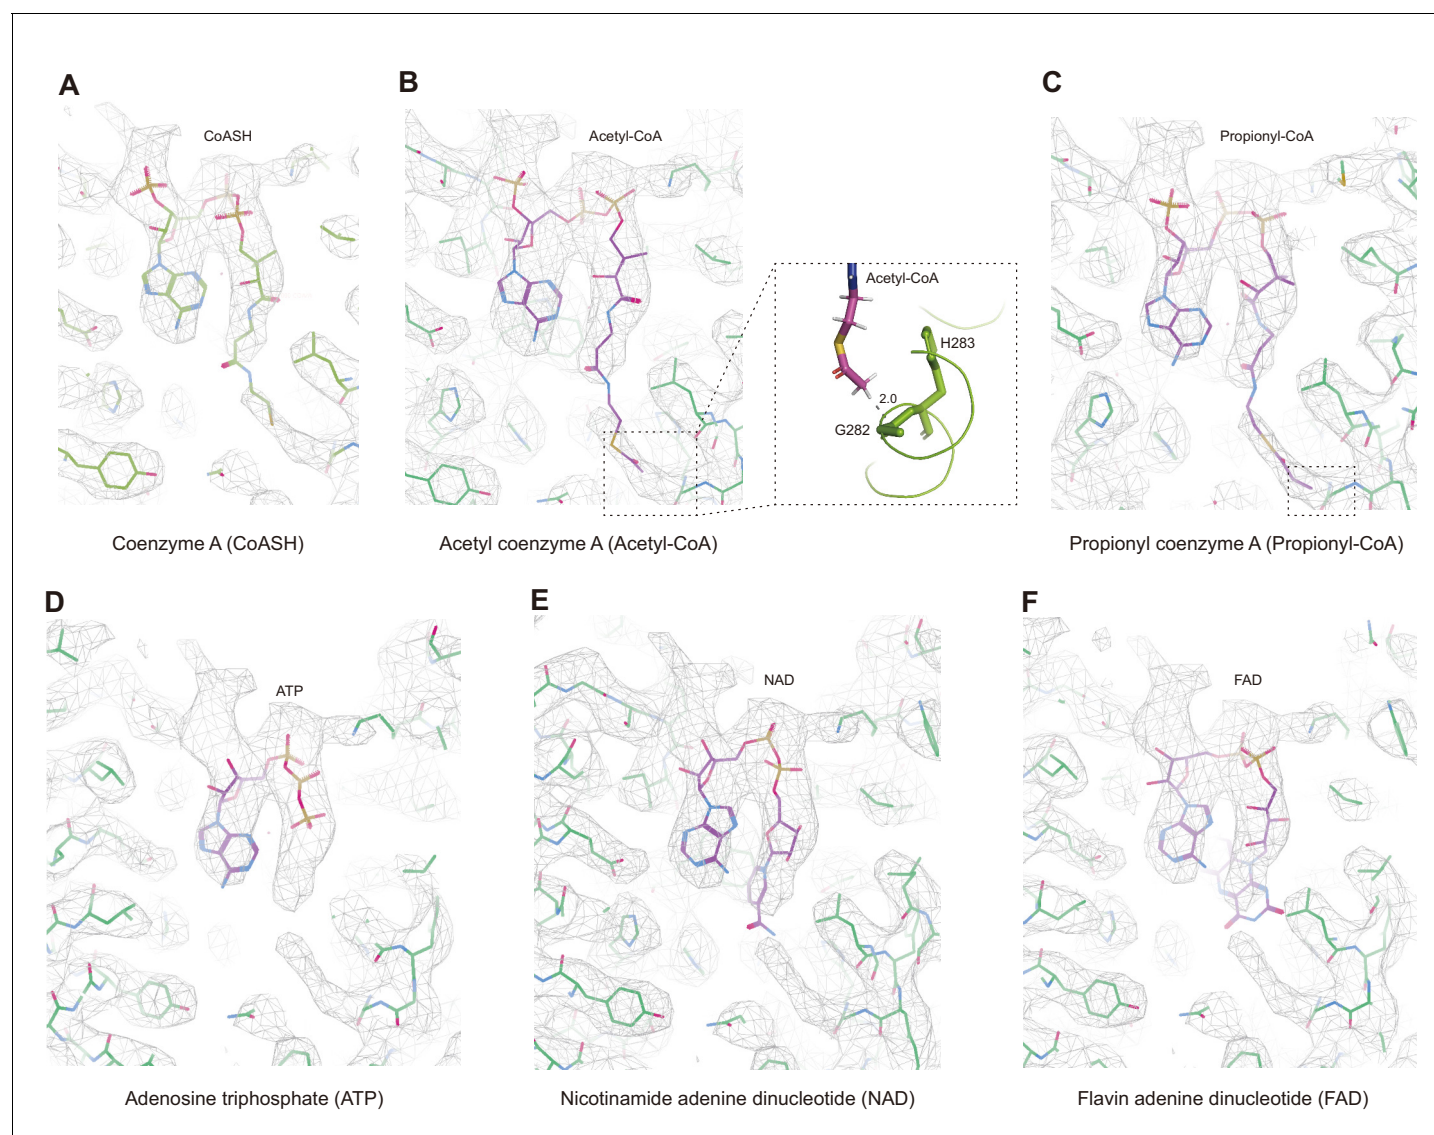 A
B
C
CoASH
Acetyl-CoA
Propionyl-CoA
Acetyl-CoA
H283
2.0
G282
Coenzyme A (CoASH)
Acetyl coenzyme A (Acetyl-CoA)
Propionyl coenzyme A (Propionyl-CoA)
D
E
F
ATP
NAD
FAD
Adenosine triphosphate (ATP)
Nicotinamide adenine dinucleotide (NAD)
Flavin adenine dinucleotide (FAD)